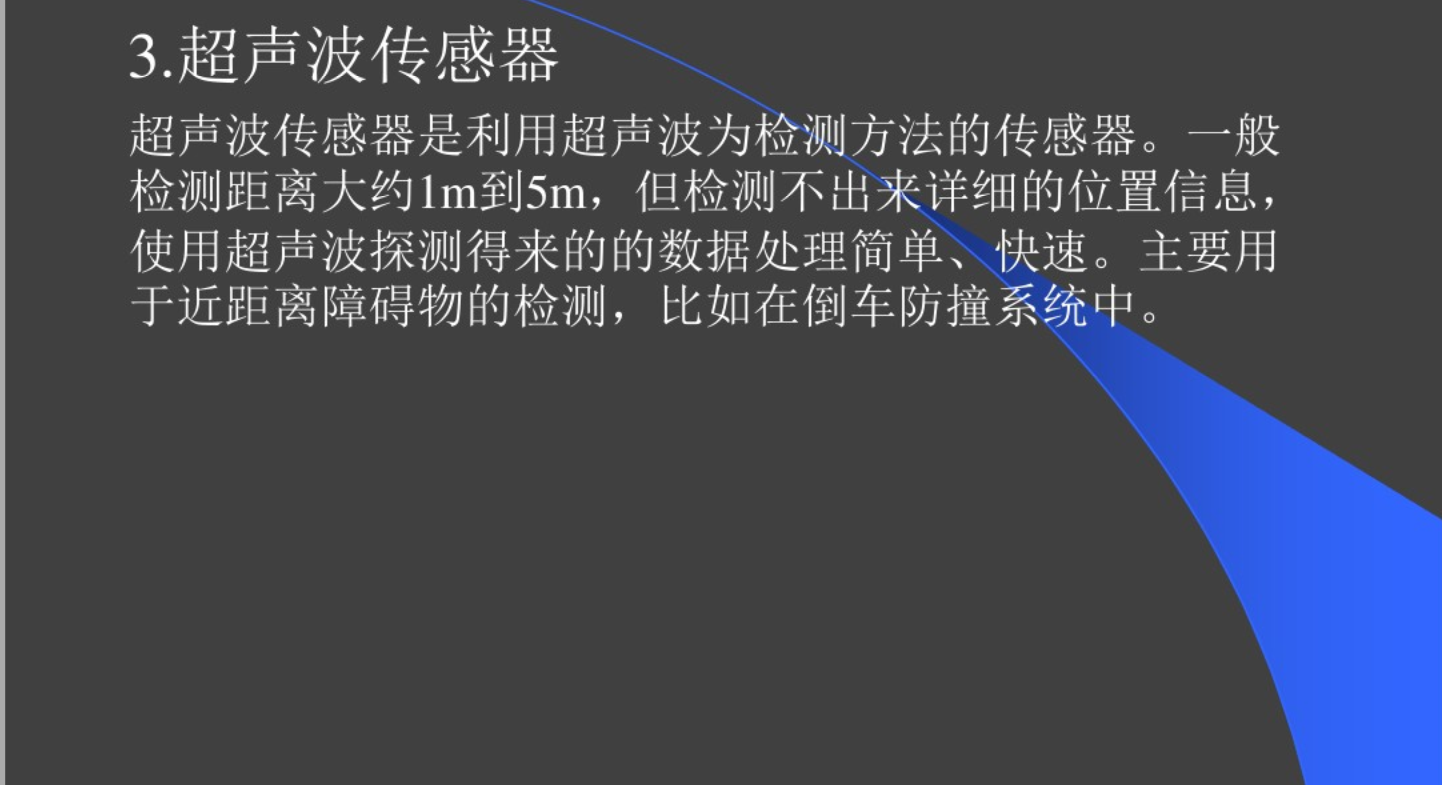 3.超声波传感器
超声波传感器是利用超声波为检测方法的传感器。一般
检测距离大约1m到5m，但检测不出来详细的位置信息，
使用超声波探测得来的的数据处理简单、快速。主要用
于近距离障碍物的检测，比如在倒车防撞系统中。